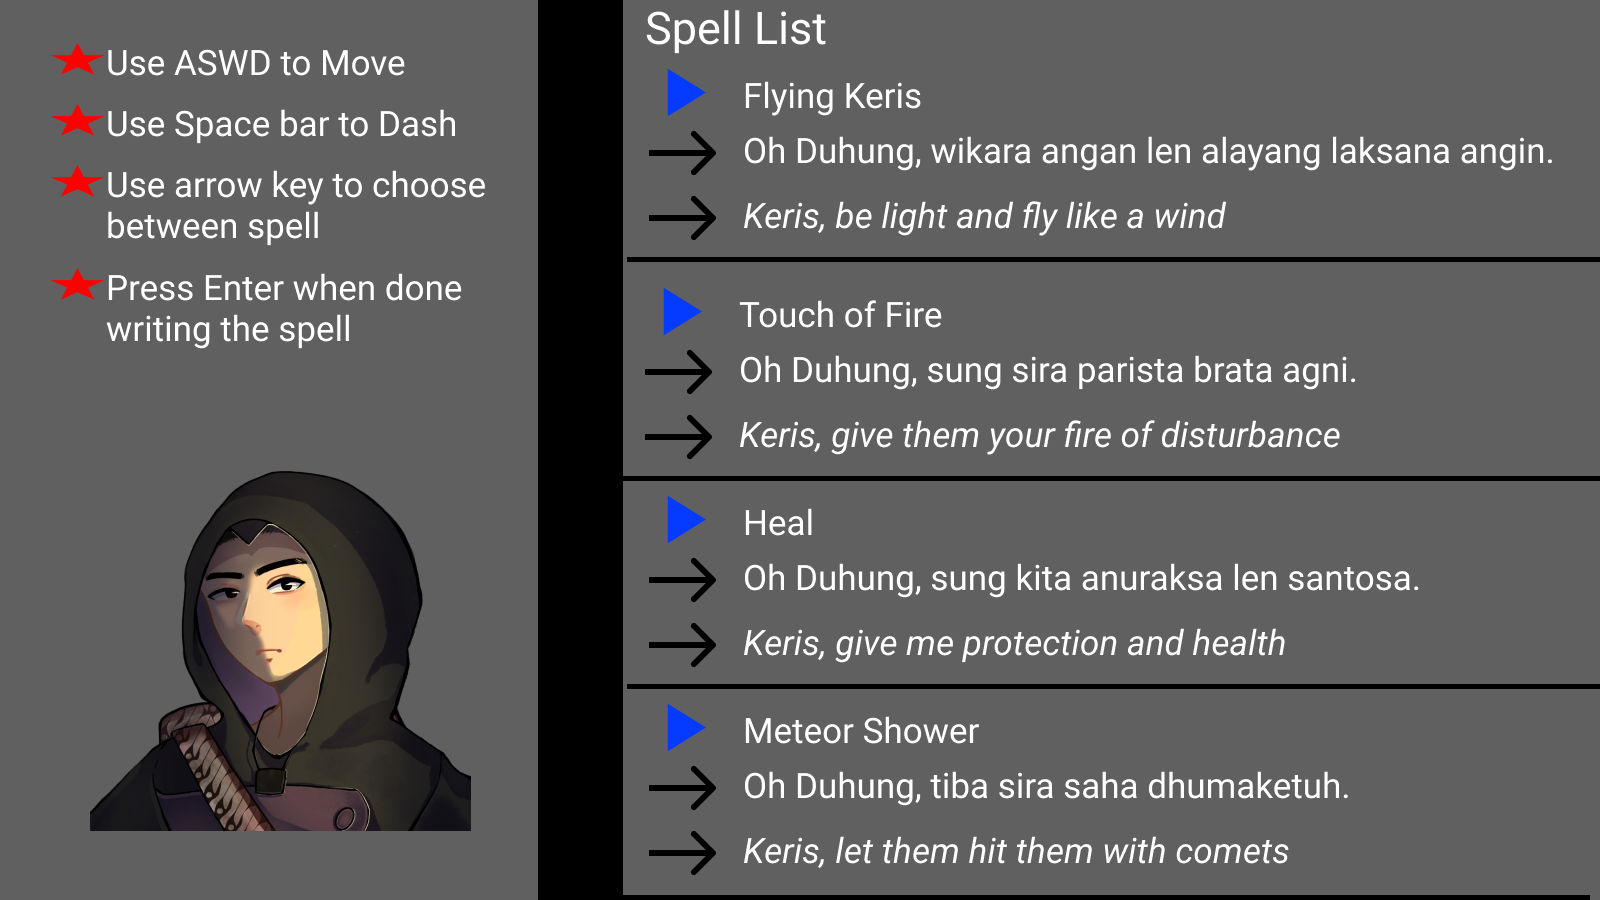 Use ASWD to Move
Use Space bar to Dash
Use arrow key to choose
between spell
Press Enter when done
writing the spell
Spell List
Flying Keris
Oh Duhung, wikara angan len alayang laksana angin.
Keris, be light and fly like a wind
Touch of Fire
Oh Duhung, sung sira parista brata agni.
Keris, give them your fire of disturbance
Heal
Oh Duhung, sung kita anuraksa len santosa.
Keris, give me protection and health
Meteor Shower
Oh Duhung, tiba sira saha dhumaketuh.
Keris, let them hit them with comets